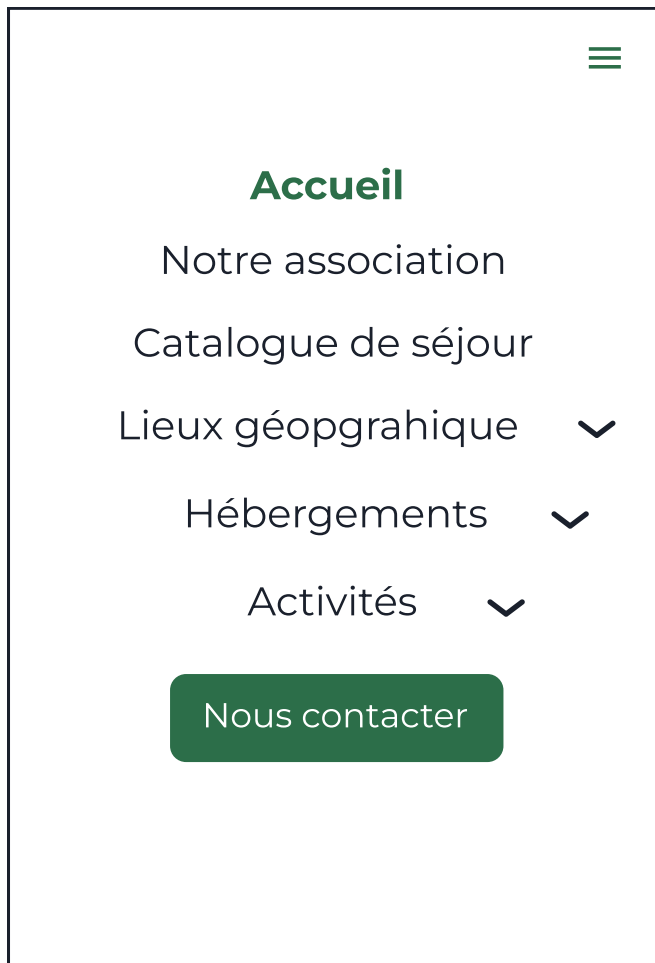 Accueil
Notre association
Catalogue de séjour
Lieux géopgrahique
Hébergements
Activités
Nous contacter